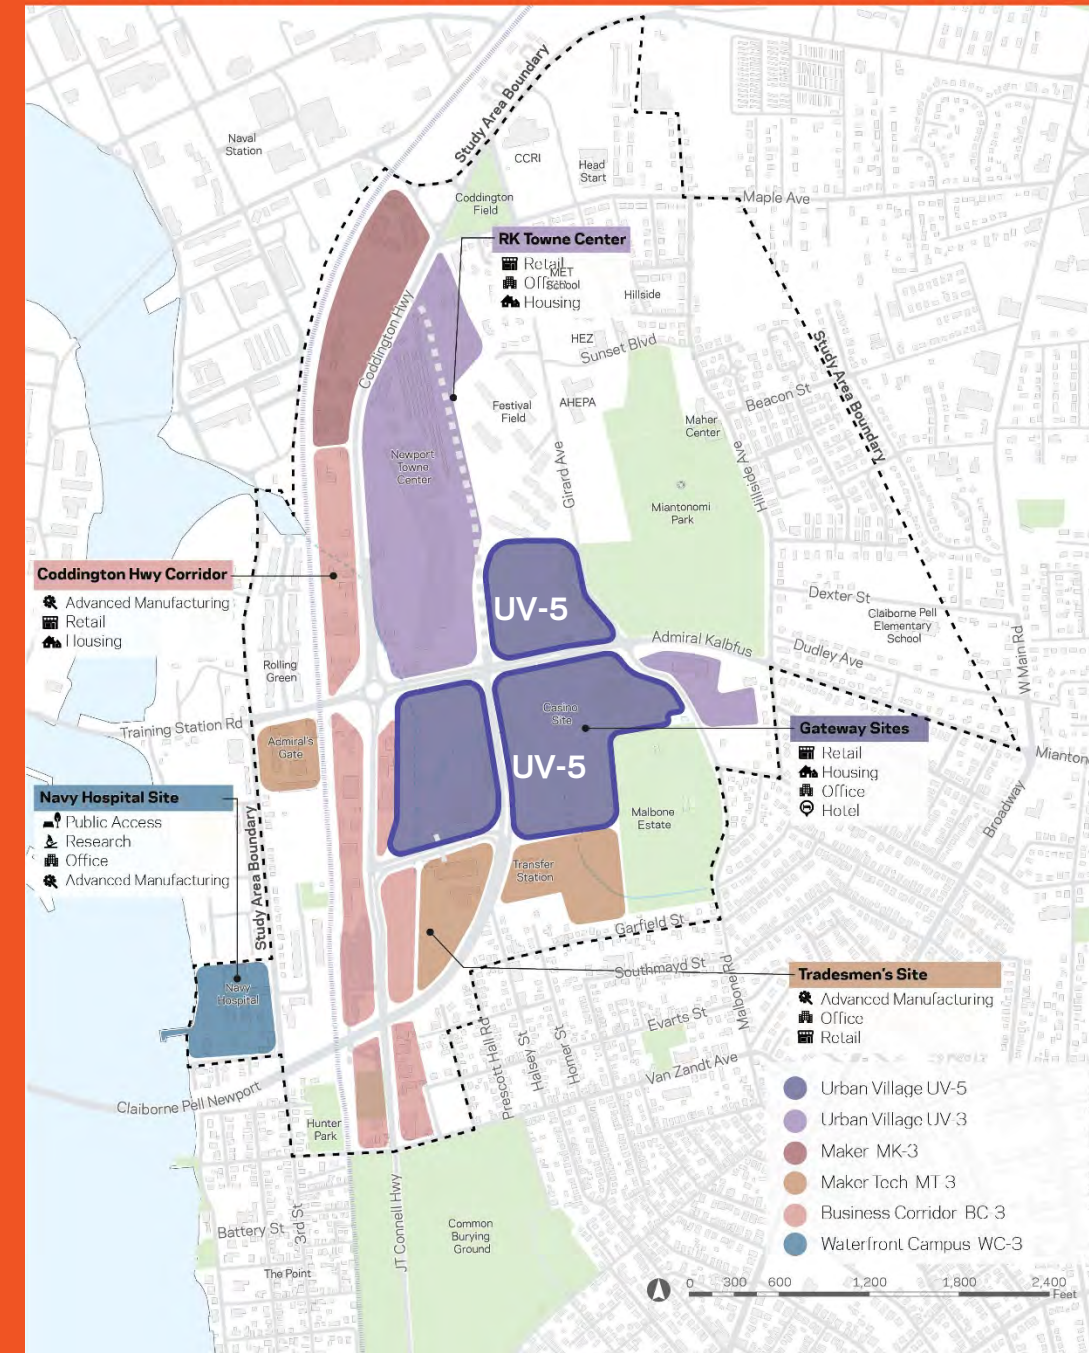 Study Area Boundary
Naval
Station
CCRI
Head
Start
Coddington
Field
Maple Ave
RK Towne Center
Retail
Office
Housing
MET
School
Hillside
Coddington Hwy
HEZ
Sunset Blvd
Study Area Boundary
Beacon St
Festival
Field
AHEPA
Maher
Center
Newport
Towne
Center
Girard Ave
Hillside Ave
Miantonomi
Park
Coddington Hwy Corridor
Advanced Manufacturing
Retail
Housing
UV-5
Dexter St
Claiborne Pell
Elementary
School
Admiral Kalbfus
Dudley Ave
W Main Rd
Rolling
Green
Training Station Rd
Casino
Site
Admiral's
Gate
UV-5
Gateway Sites
Retail
Housing
Office
Hotel
Mianton
Broadway
Navy Hospital Site
Public Access
Research
Office
Advanced Manufacturing
Malbone
Estate
Transfer
Station
Study Area Boundary
Garfield St
Southmayd St
Malbone Rd
Tradesmen's Site
Advanced Manufacturing
Office
Retail
Navy
Hospital
Evarts St
Prescott Hall Rd
Halsey St
Homer St
Van Zandt Ave
Claiborne Pell Newport
Hunter
Park
Urban Village UV-5
Urban Village UV-3
Maker MK-3
Maker Tech MT-3
Business Corridor BC-3
Waterfront Campus WC-3
Battery St
3rd St
JT Connell Hwy
Common
Burying
Ground
The Point
0 300 600 1,200 1,800 2,400
Feet